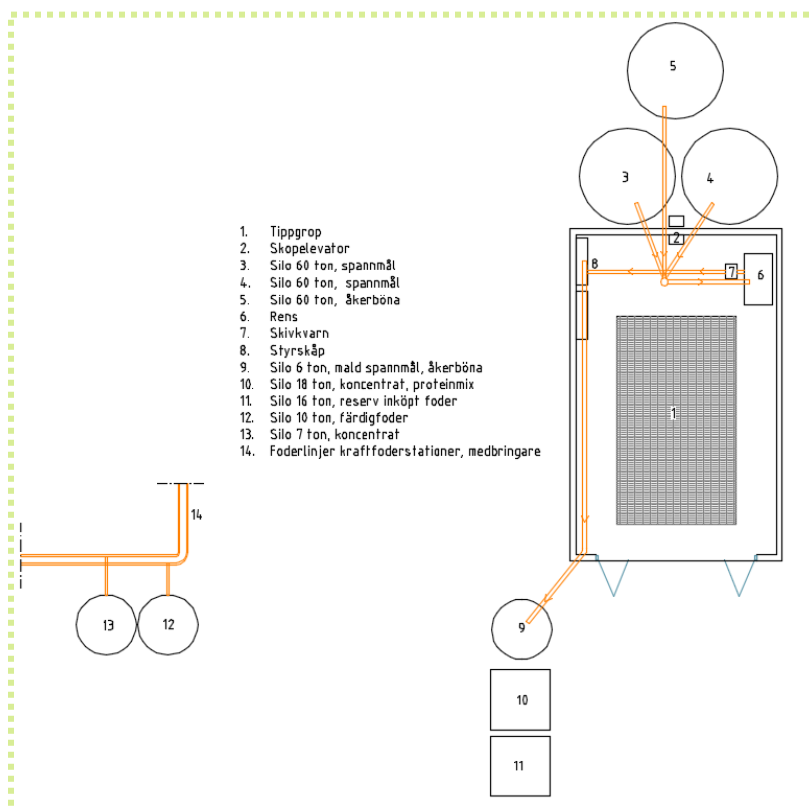 5
3
4
1. Tippgrop
2. Skopelevator
3. Silo 60 ton, spannmål
4. Silo 60 ton, spannmål
5. Silo 60 ton, åkerböna
6. Rens
7. Skivkvarn
8. Styrskåp
9. Silo 6 ton, mald spannmål, åkerböna
10. Silo 18 ton, koncentrat, proteinmix
11. Silo 16 ton, reserv inköpt foder
12. Silo 10 ton, färdigfoder
13. Silo 7 ton, koncentrat
14. Foderlinjer kraftfoderstationer, medbringare
2
8
7
6
1
14
13
12
9
10
11